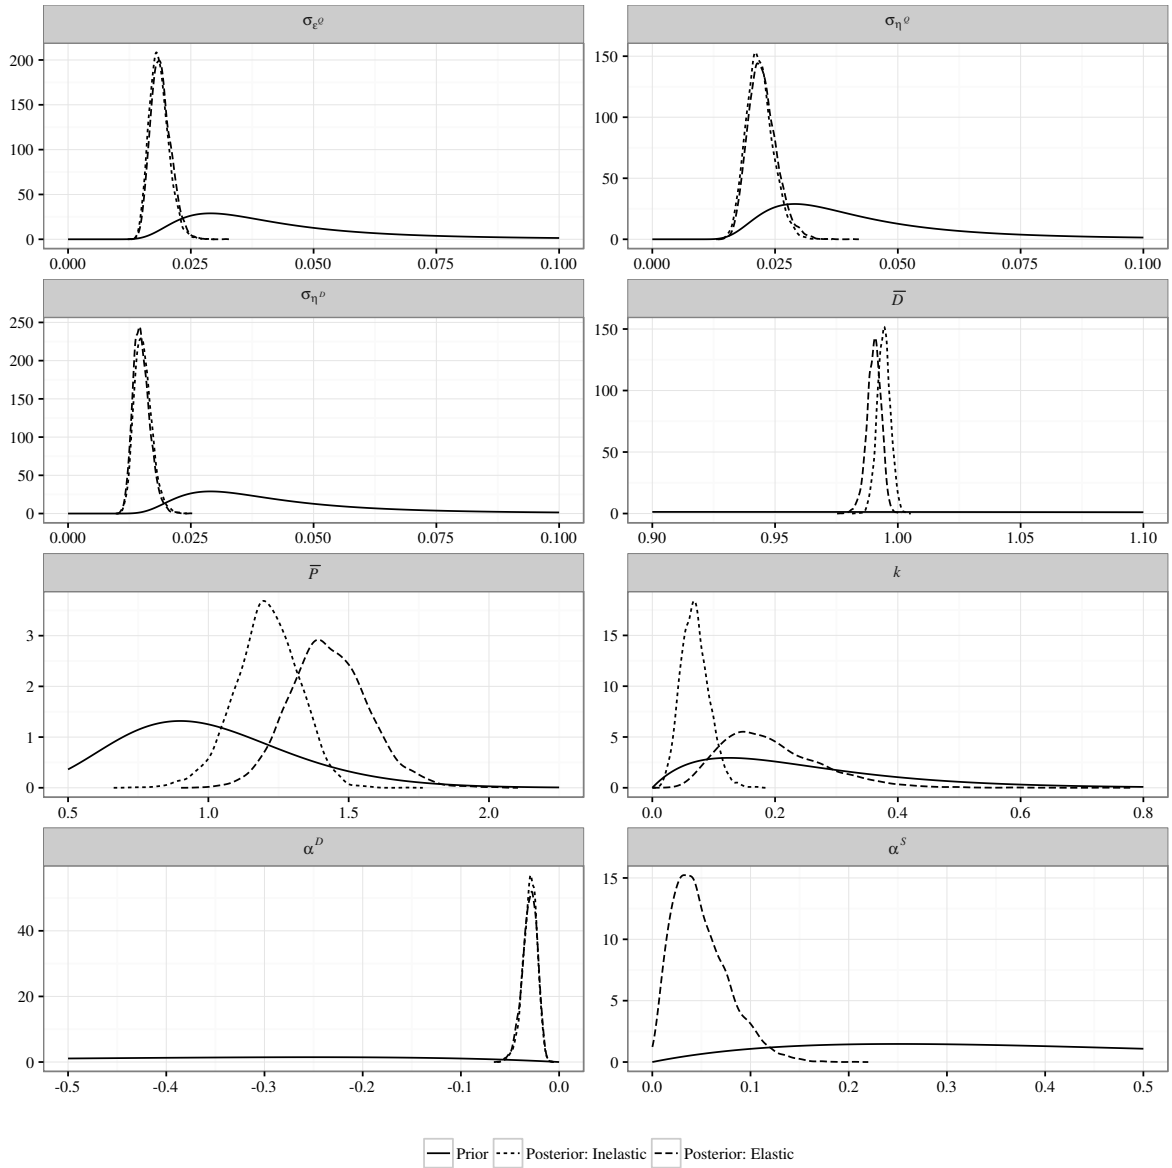 σ_ε^Q
σ_η^Q
200
150
100
50
0
0.000 0.025 0.050 0.075 0.100
150
100
50
0
0.000 0.025 0.050 0.075 0.100
σ_η^D
D̅
250
200
150
100
50
0
0.000 0.025 0.050 0.075 0.100
150
100
50
0
0.90 0.95 1.00 1.05 1.10
P̅
k
3
2
1
0
0.5 1.0 1.5 2.0
15
10
5
0
0.0 0.2 0.4 0.6 0.8
α^D
α^S
40
20
0
-0.5 -0.4 -0.3 -0.2 -0.1 0.0
15
10
5
0
0.0 0.1 0.2 0.3 0.4 0.5
Prior Posterior: Inelastic Posterior: Elastic